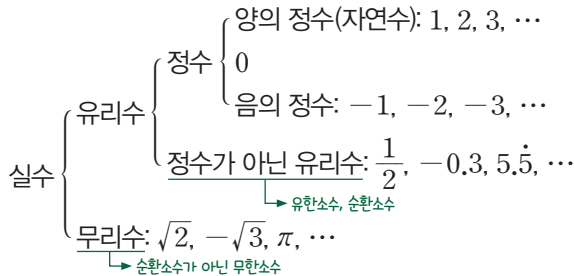 양의 정수(자연수): 1, 2, 3, ⋯
정수
0
유리수
음의 정수: −1, −2, −3, ⋯
실수
정수가 아닌 유리수: 1/2, −0.3, 5.5̇, ⋯
유한소수, 순환소수
무리수: √2, −√3, π, ⋯
순환소수가 아닌 무한소수